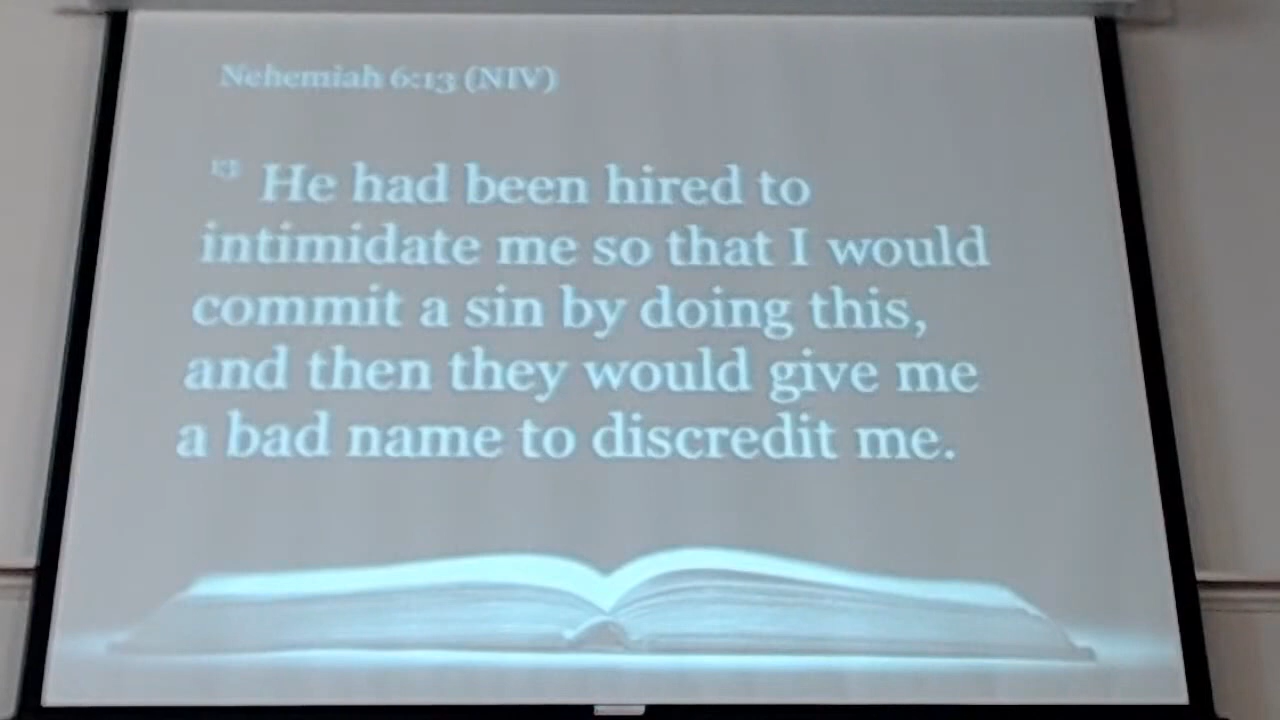 Nehemiah 6:13 (NIV)
13 He had been hired to
intimidate me so that I would
commit a sin by doing this,
and then they would give me
a bad name to discredit me.